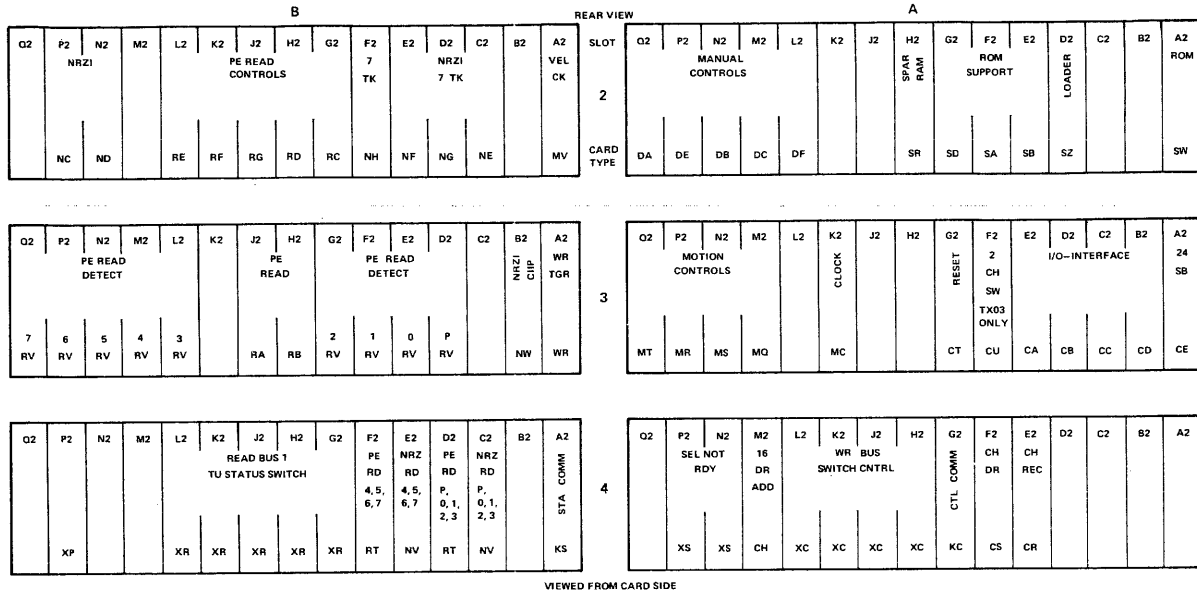 REAR VIEW
B
A
Q2 P2 N2 M2 L2 K2 J2 H2 G2 F2 E2 D2 C2 B2 A2 SLOT Q2 P2 N2 M2 L2 K2 J2 H2 G2 F2 E2 D2 C2 B2 A2
NRZI
PE READ
CONTROLS
7
TK
NRZI
7 TK
VEL
CK
2
MANUAL
CONTROLS
SPAR
RAM
ROM
SUPPORT
LOADER
ROM
NC ND RE RF RG RD RC NH NF NG NE MV CARD
TYPE DA DE DB DC DF SR SD SA SB SZ SW
Q2 P2 N2 M2 L2 K2 J2 H2 G2 F2 E2 D2 C2 B2 A2 Q2 P2 N2 M2 L2 K2 J2 H2 G2 F2 E2 D2 C2 B2 A2
PE READ
DETECT
PE
READ
PE READ
DETECT
NRZI
CIIP
WR
TGR
3
MOTION
CONTROLS
CLOCK
RESET
2
CH
SW
TX03
ONLY
I/O-INTERFACE
24
SB
7 6 5 4 3 2 1 0 P
RV RV RV RV RV RA RB RV RV RV RV NW WR MT MR MS MQ MC CT CU CA CB CC CD CE
Q2 P2 N2 M2 L2 K2 J2 H2 G2 F2 E2 D2 C2 B2 A2 Q2 P2 N2 M2 L2 K2 J2 H2 G2 F2 E2 D2 C2 B2 A2
READ BUS 1
TU STATUS SWITCH
PE
RD
4, 5,
6, 7
NRZ
RD
4, 5,
6, 7
PE
RD
P,
0, 1,
2, 3
NRZ
RD
P,
0, 1,
2, 3
STA COMM
4
SEL NOT
RDY
16
DR
ADD
WR BUS
SWITCH CNTRL
CTL COMM
CH
DR
CH
REC
XP XR XR XR XR XR RT NV RT NV KS XS XS CH XC XC XC XC KC CS CR
VIEWED FROM CARD SIDE